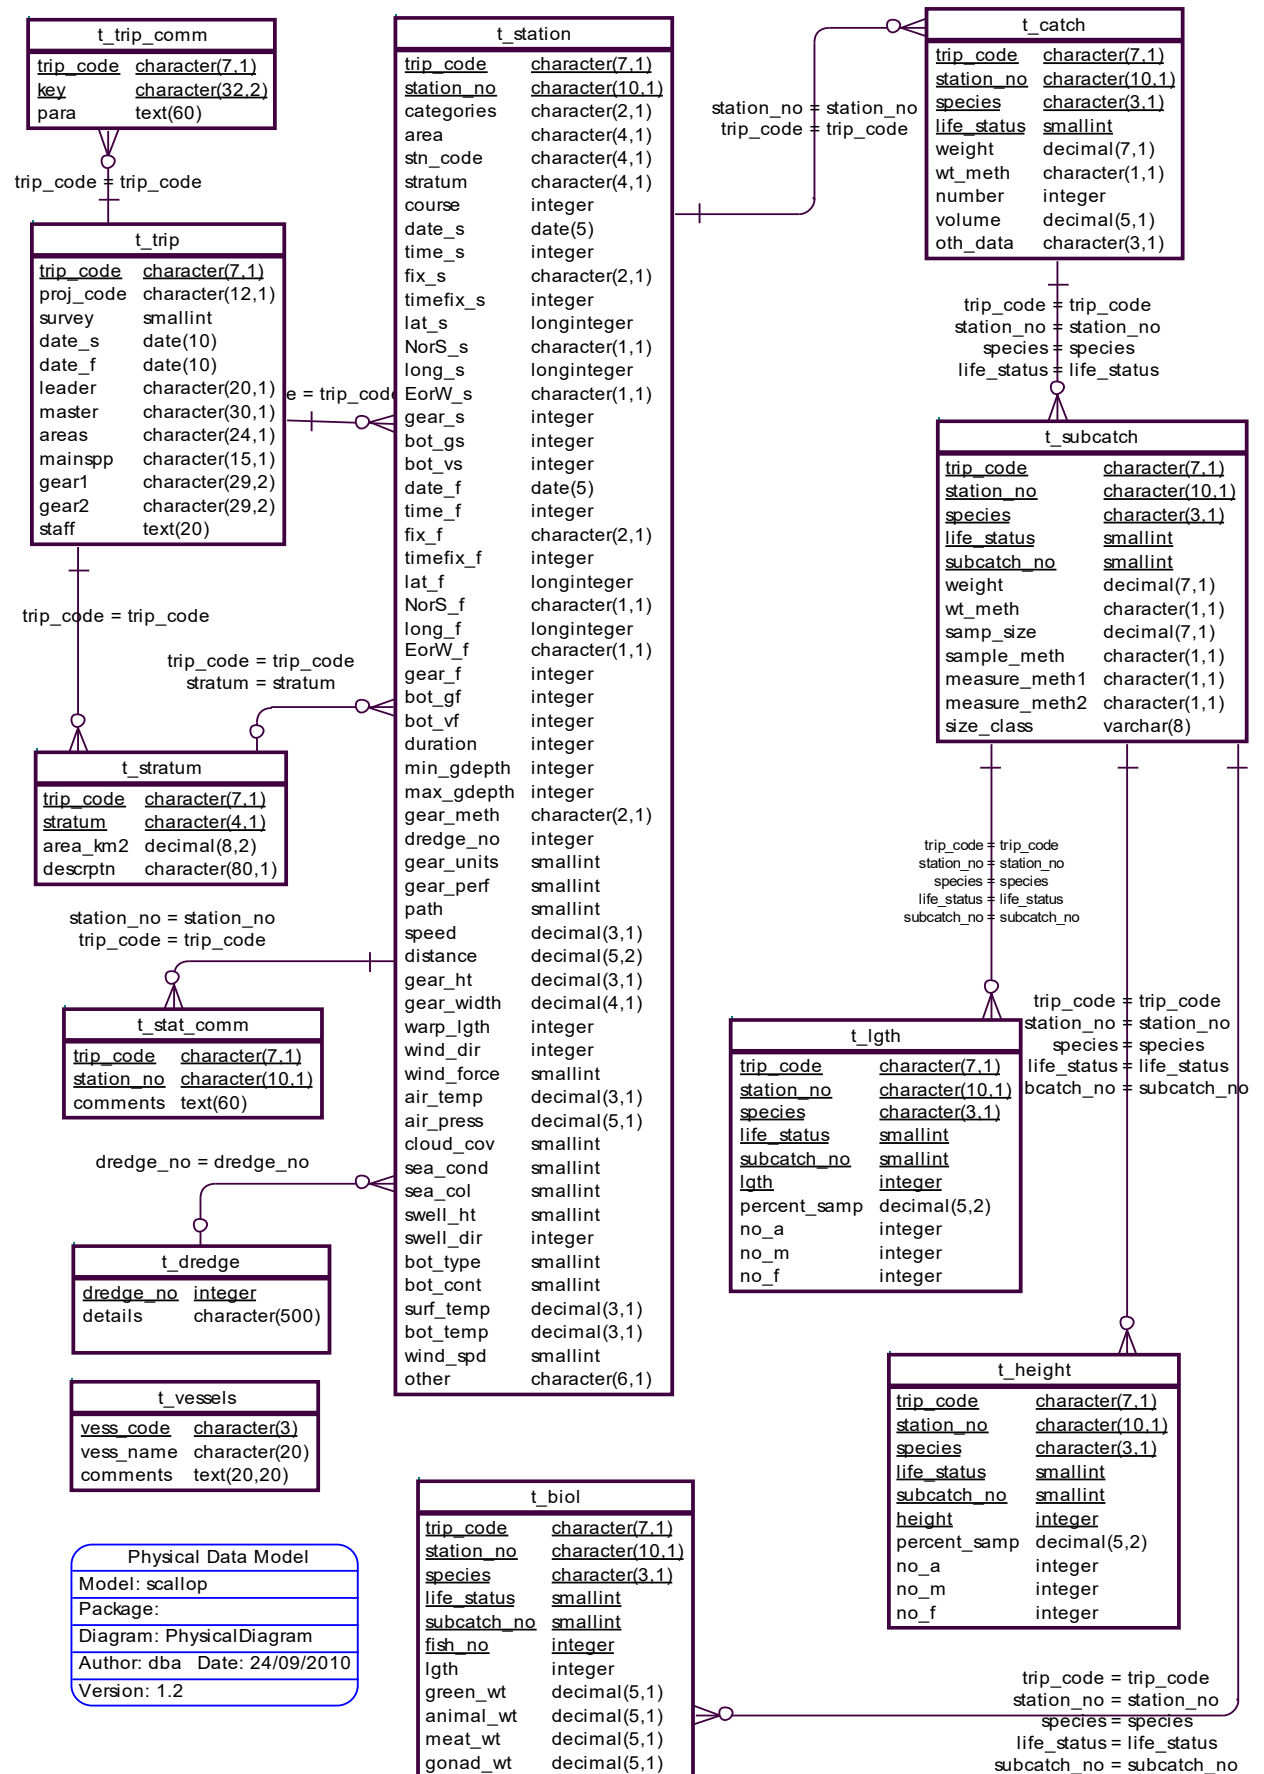 t_trip_comm
trip_code character(7,1)
key character(32,2)
para text(60)
trip_code = trip_code
t_trip
trip_code character(7,1)
proj_code character(12,1)
survey smallint
date_s date(10)
date_f date(10)
leader character(20,1)
master character(30,1)
areas character(24,1)
mainspp character(15,1)
gear1 character(29,2)
gear2 character(29,2)
staff text(20)
e = trip_code
trip_code = trip_code
trip_code = trip_code
stratum = stratum
t_stratum
trip_code character(7,1)
stratum character(4,1)
area_km2 decimal(8,2)
descrptn character(80,1)
station_no = station_no
trip_code = trip_code
t_stat_comm
trip_code character(7,1)
station_no character(10,1)
comments text(60)
dredge_no = dredge_no
t_dredge
dredge_no integer
details character(500)
t_vessels
vess_code character(3)
vess_name character(20)
comments text(20,20)
Physical Data Model
Model: scallop
Package:
Diagram: PhysicalDiagram
Author: dba Date: 24/09/2010
Version: 1.2
t_station
trip_code character(7,1)
station_no character(10,1)
categories character(2,1)
area character(4,1)
stn_code character(4,1)
stratum character(4,1)
course integer
date_s date(5)
time_s integer
fix_s character(2,1)
timefix_s integer
lat_s longinteger
NorS_s character(1,1)
long_s longinteger
EorW_s character(1,1)
gear_s integer
bot_gs integer
bot_vs integer
date_f date(5)
time_f integer
fix_f character(2,1)
timefix_f integer
lat_f longinteger
NorS_f character(1,1)
long_f longinteger
EorW_f character(1,1)
gear_f integer
bot_gf integer
bot_vf integer
duration integer
min_gdepth integer
max_gdepth integer
gear_meth character(2,1)
dredge_no integer
gear_units smallint
gear_perf smallint
path smallint
speed decimal(3,1)
distance decimal(5,2)
gear_ht decimal(3,1)
gear_width decimal(4,1)
warp_lgth integer
wind_dir integer
wind_force smallint
air_temp decimal(3,1)
air_press decimal(5,1)
cloud_cov smallint
sea_cond smallint
sea_col smallint
swell_ht smallint
swell_dir integer
bot_type smallint
bot_cont smallint
surf_temp decimal(3,1)
bot_temp decimal(3,1)
wind_spd smallint
other character(6,1)
t_biol
trip_code character(7,1)
station_no character(10,1)
species character(3,1)
life_status smallint
subcatch_no smallint
fish_no integer
lgth integer
green_wt decimal(5,1)
animal_wt decimal(5,1)
meat_wt decimal(5,1)
gonad_wt decimal(5,1)
station_no = station_no
trip_code = trip_code
t_catch
trip_code character(7,1)
station_no character(10,1)
species character(3,1)
life_status smallint
weight decimal(7,1)
wt_meth character(1,1)
number integer
volume decimal(5,1)
oth_data character(3,1)
trip_code = trip_code
station_no = station_no
species = species
life_status = life_status
t_subcatch
trip_code character(7,1)
station_no character(10,1)
species character(3,1)
life_status smallint
subcatch_no smallint
weight decimal(7,1)
wt_meth character(1,1)
samp_size decimal(7,1)
sample_meth character(1,1)
measure_meth1 character(1,1)
measure_meth2 character(1,1)
size_class varchar(8)
trip_code = trip_code
station_no = station_no
species = species
life_status = life_status
subcatch_no = subcatch_no
t_lgth
trip_code character(7,1)
station_no character(10,1)
species character(3,1)
life_status smallint
subcatch_no smallint
lgth integer
percent_samp decimal(5,2)
no_a integer
no_m integer
no_f integer
trip_code = trip_code
station_no = station_no
species = species
life_status = life_status
bcatch_no = subcatch_no
t_height
trip_code character(7,1)
station_no character(10,1)
species character(3,1)
life_status smallint
subcatch_no smallint
height integer
percent_samp decimal(5,2)
no_a integer
no_m integer
no_f integer
trip_code = trip_code
station_no = station_no
species = species
life_status = life_status
subcatch_no = subcatch_no